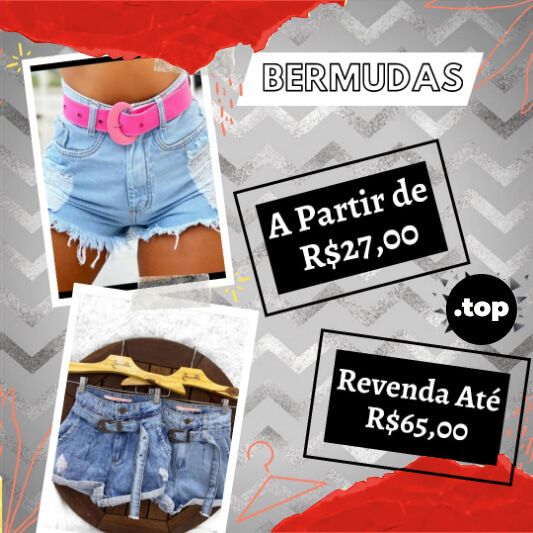 BERMUDAS
A Partir de
R$27,00
.top
Revenda Até
R$65,00